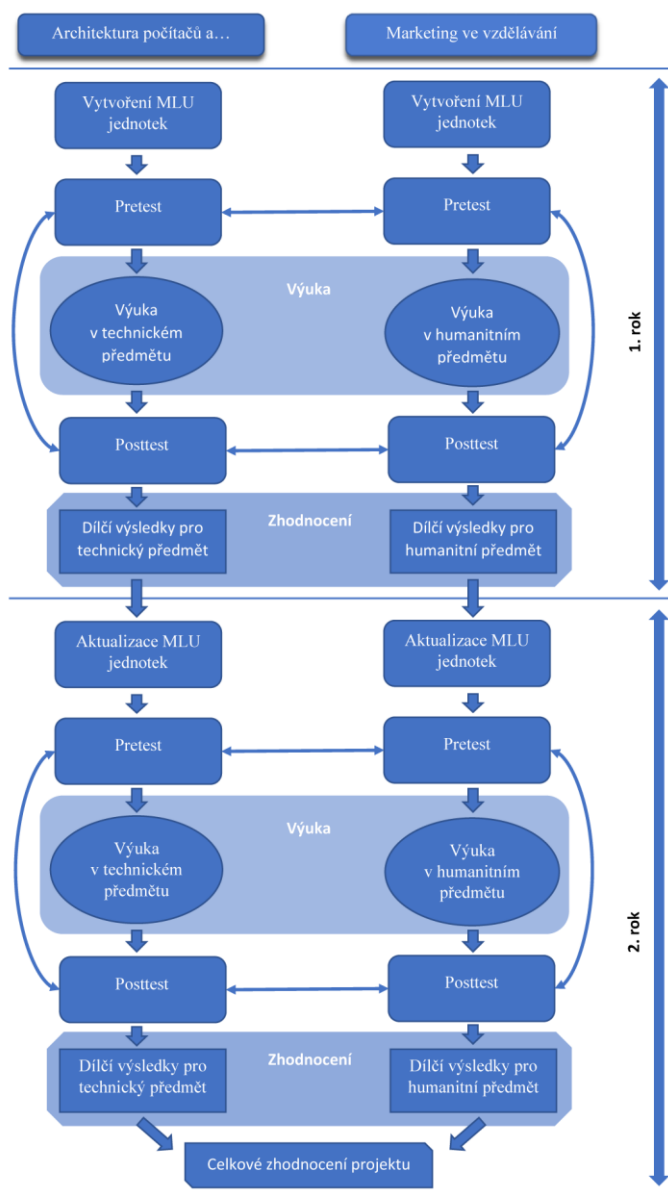 Architektura počítačů a…
Marketing ve vzdělávání
Vytvoření MLU
jednotek
Vytvoření MLU
jednotek
Pretest
Pretest
Výuka
Výuka
v technickém
předmětu
Výuka
v humanitním
předmětu
1. rok
Posttest
Posttest
Zhodnocení
Dílčí výsledky pro
technický předmět
Dílčí výsledky pro
humanitní předmět
Aktualizace MLU
jednotek
Aktualizace MLU
jednotek
Pretest
Pretest
Výuka
Výuka
v technickém
předmětu
Výuka
v humanitním
předmětu
2. rok
Posttest
Posttest
Zhodnocení
Dílčí výsledky pro
technický předmět
Dílčí výsledky pro
humanitní předmět
Celkové zhodnocení projektu